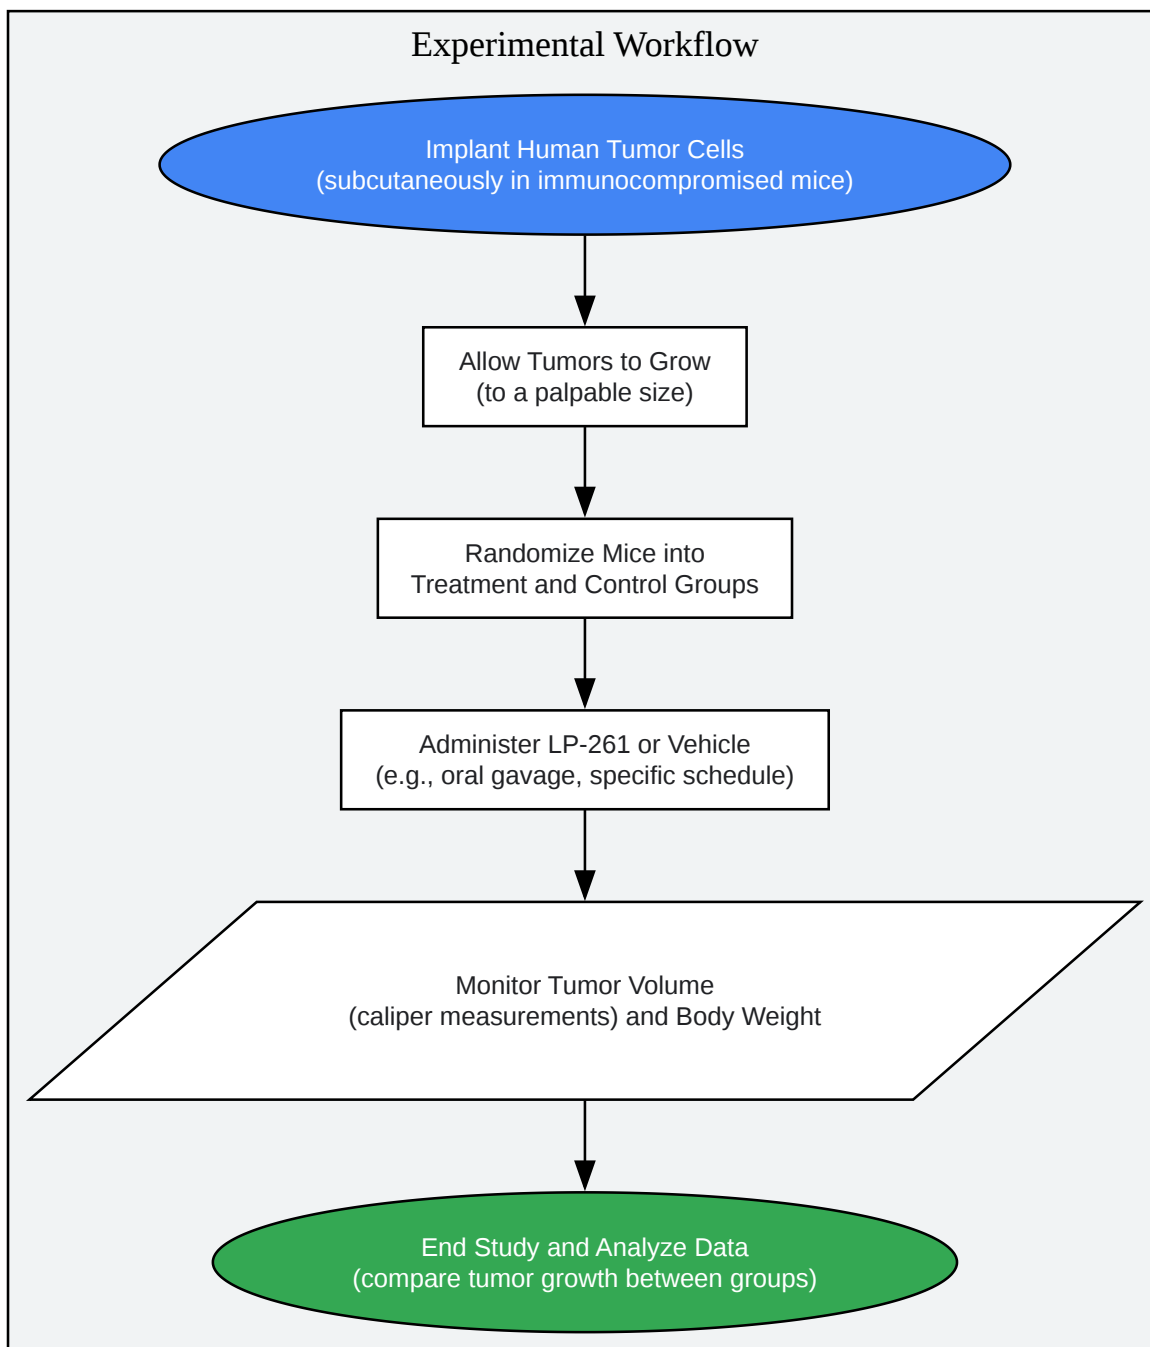 Experimental Workflow
Implant Human Tumor Cells
(subcutaneously in immunocompromised mice)
Allow Tumors to Grow
(to a palpable size)
Randomize Mice into
Treatment and Control Groups
Administer LP-261 or Vehicle
(e.g., oral gavage, specific schedule)
Monitor Tumor Volume
(caliper measurements) and Body Weight
End Study and Analyze Data
(compare tumor growth between groups)